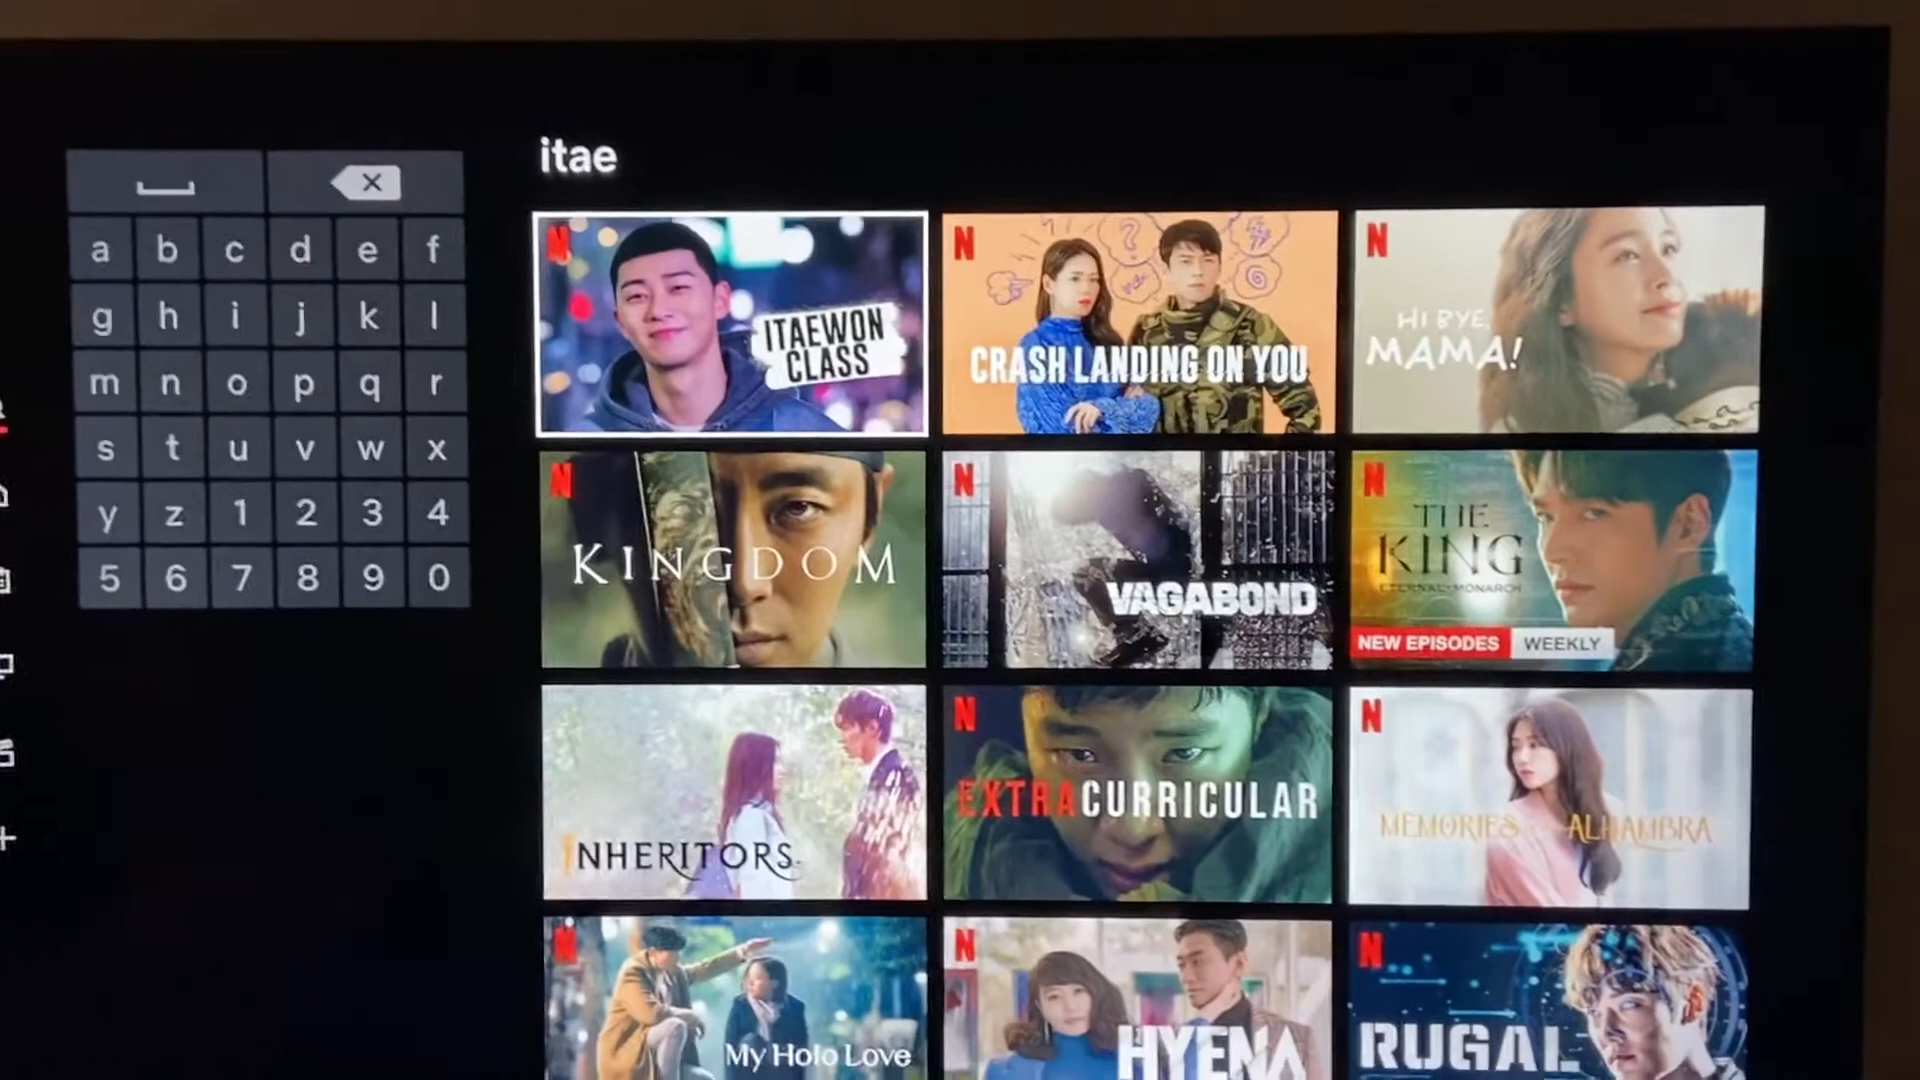 itae
a b c d e f
g h i j k l
m n o p q r
s t u v w x
y z 1 2 3 4
5 6 7 8 9 0
N
ITAEWON
CLASS
N
CRASH LANDING ON YOU
N
HI BYE,
MAMA!
N
KINGDOM
N
VAGABOND
N
THE
KING
ETERNAL MONARCH
NEW EPISODES WEEKLY
INHERITORS
N
EXTRACURRICULAR
N
MEMORIES ALHAMBRA
N
My Holo Love
N
HYENA
N
RUGAL